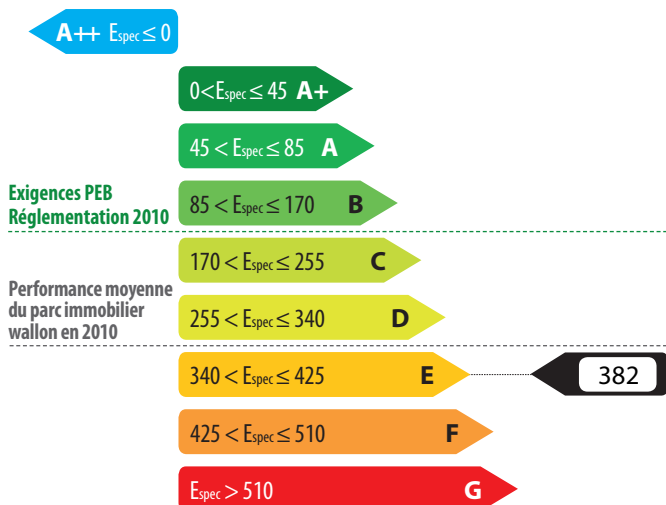 A++ Espec ≤ 0
0<Espec ≤ 45 A+
45 < Espec ≤ 85 A
Exigences PEB
Réglementation 2010
85 < Espec ≤ 170 B
170 < Espec ≤ 255 C
Performance moyenne
du parc immobilier
wallon en 2010
255 < Espec ≤ 340 D
340 < Espec ≤ 425 E
382
425 < Espec ≤ 510 F
Espec > 510 G